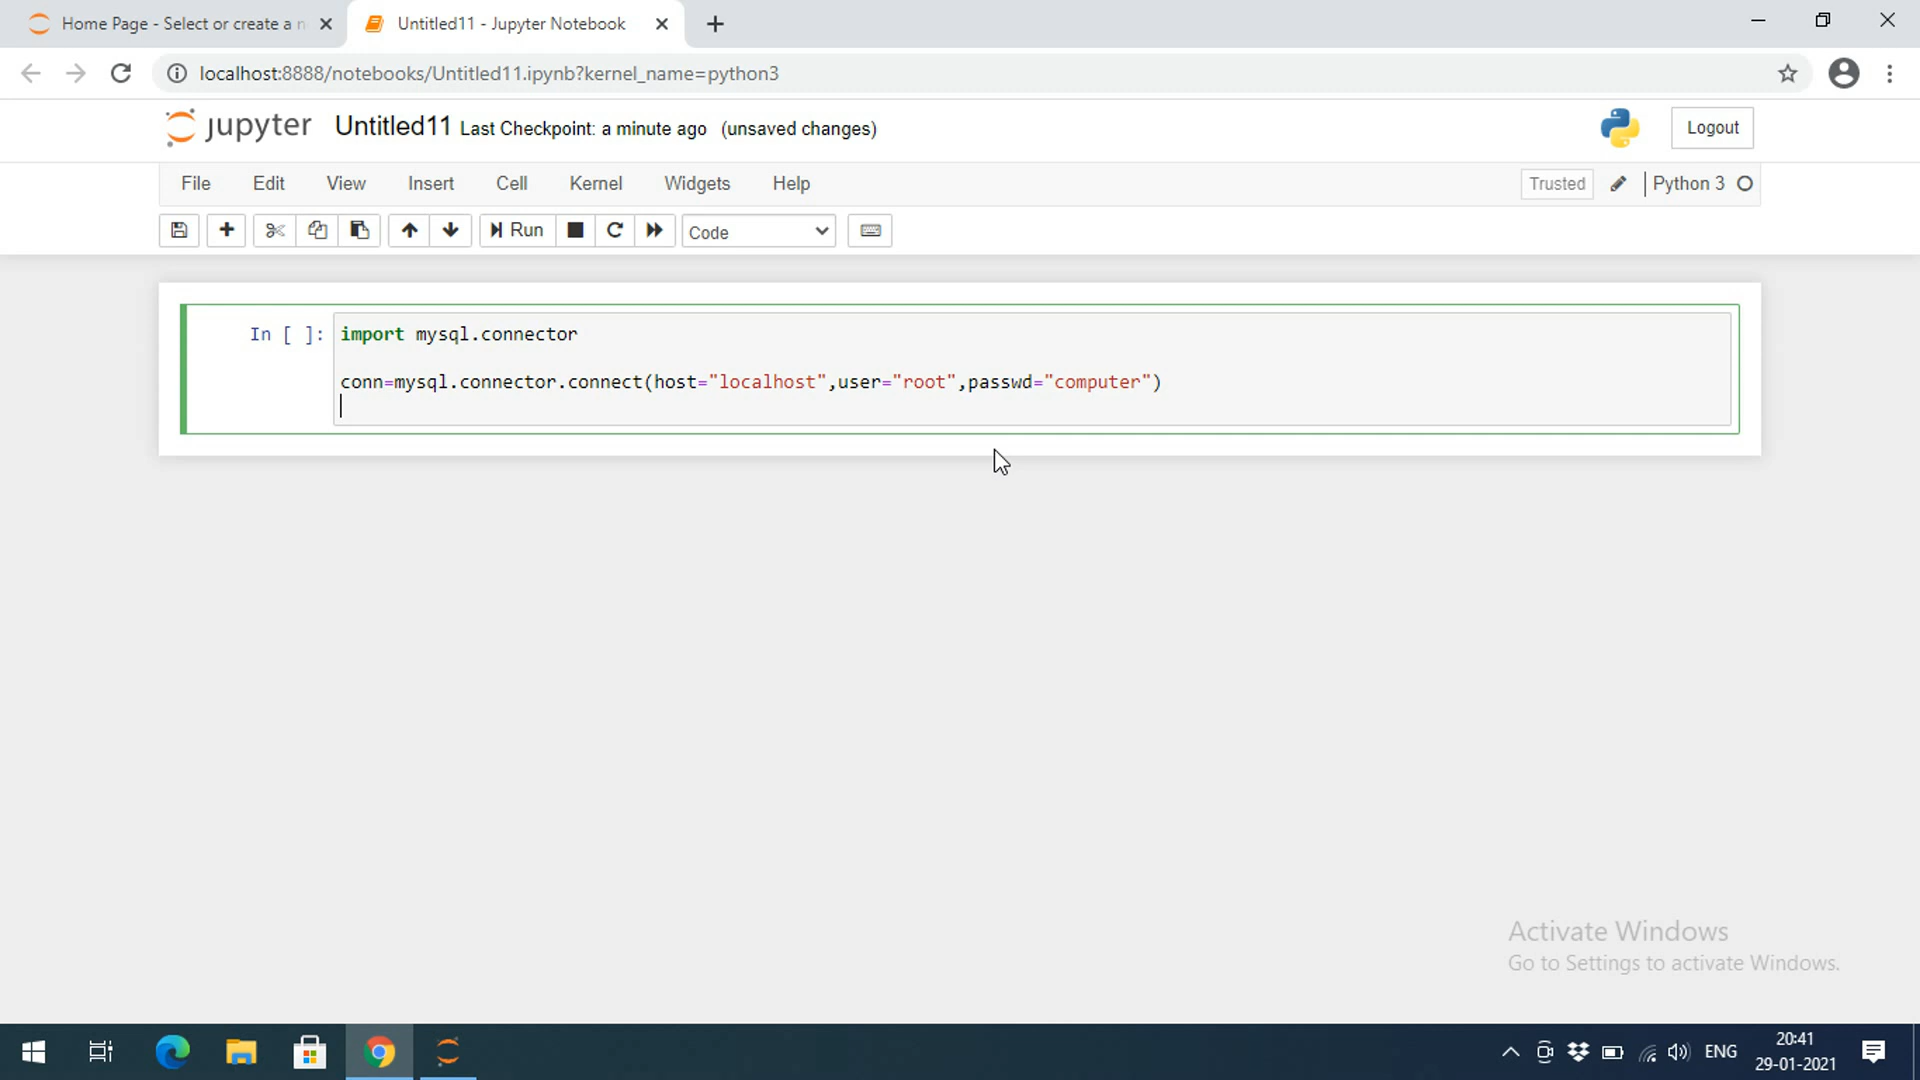 Home Page - Select or create a n
Untitled11 - Jupyter Notebook
localhost:8888/notebooks/Untitled11.ipynb?kernel_name=python3
jupyter Untitled11 Last Checkpoint: a minute ago (unsaved changes)
Logout
File Edit View Insert Cell Kernel Widgets Help
Trusted Python 3
Run Code
In [ ]: import mysql.connector
conn=mysql.connector.connect(host="localhost",user="root",passwd="computer")
Activate Windows
Go to Settings to activate Windows.
ENG
20:41
29-01-2021